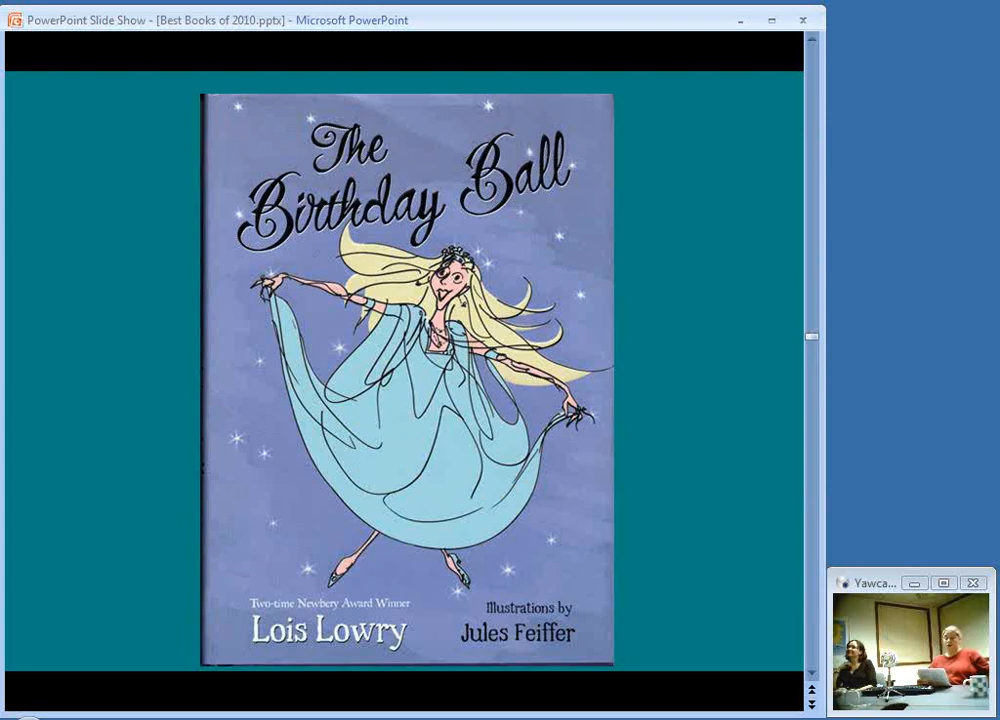 PowerPoint Slide Show - [Best Books of 2010.pptx] - Microsoft PowerPoint
The
Birthday Ball
Two-time Newbery Award Winner
Lois Lowry
Illustrations by
Jules Feiffer
Yawca...